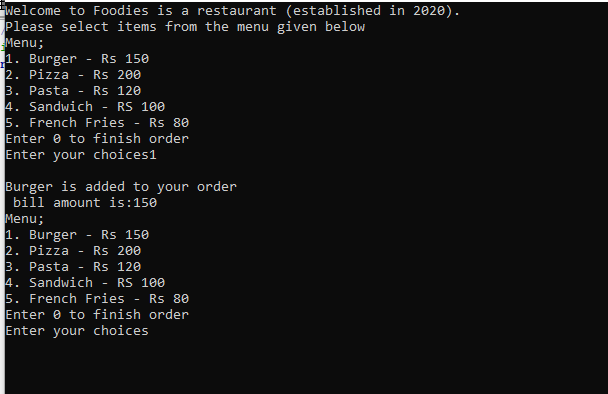 Welcome to Foodies is a restaurant (established in 2020).
Please select items from the menu given below
Menu;
1. Burger - Rs 150
2. Pizza - Rs 200
3. Pasta - Rs 120
4. Sandwich - RS 100
5. French Fries - Rs 80
Enter 0 to finish order
Enter your choices1
Burger is added to your order
bill amount is:150
Menu;
1. Burger - Rs 150
2. Pizza - Rs 200
3. Pasta - Rs 120
4. Sandwich - RS 100
5. French Fries - Rs 80
Enter 0 to finish order
Enter your choices